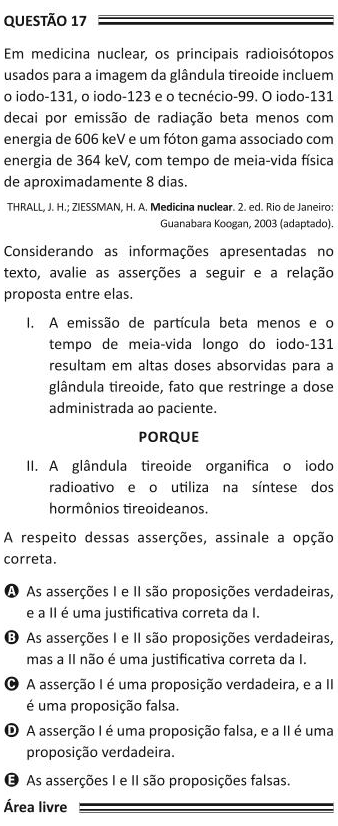 QUESTÃO 17
Em medicina nuclear, os principais radioisótopos
usados para a imagem da glândula tireoide incluem
o iodo-131, o iodo-123 e o tecnécio-99. O iodo-131
decai por emissão de radiação beta menos com
energia de 606 keV e um fóton gama associado com
energia de 364 keV, com tempo de meia-vida física
de aproximadamente 8 dias.
THRALL, J. H.; ZIESSMAN, H. A. Medicina nuclear. 2. ed. Rio de Janeiro:
Guanabara Koogan, 2003 (adaptado).
Considerando as informações apresentadas no
texto, avalie as asserções a seguir e a relação
proposta entre elas.
I. A emissão de partícula beta menos e o
tempo de meia-vida longo do iodo-131
resultam em altas doses absorvidas para a
glândula tireoide, fato que restringe a dose
administrada ao paciente.
PORQUE
II. A glândula tireoide organifica o iodo
radioativo e o utiliza na síntese dos
hormônios tireoideanos.
A respeito dessas asserções, assinale a opção
correta.
A As asserções I e II são proposições verdadeiras,
e a II é uma justificativa correta da I.
B As asserções I e II são proposições verdadeiras,
mas a II não é uma justificativa correta da I.
C A asserção I é uma proposição verdadeira, e a II
é uma proposição falsa.
D A asserção I é uma proposição falsa, e a II é uma
proposição verdadeira.
E As asserções I e II são proposições falsas.
Área livre